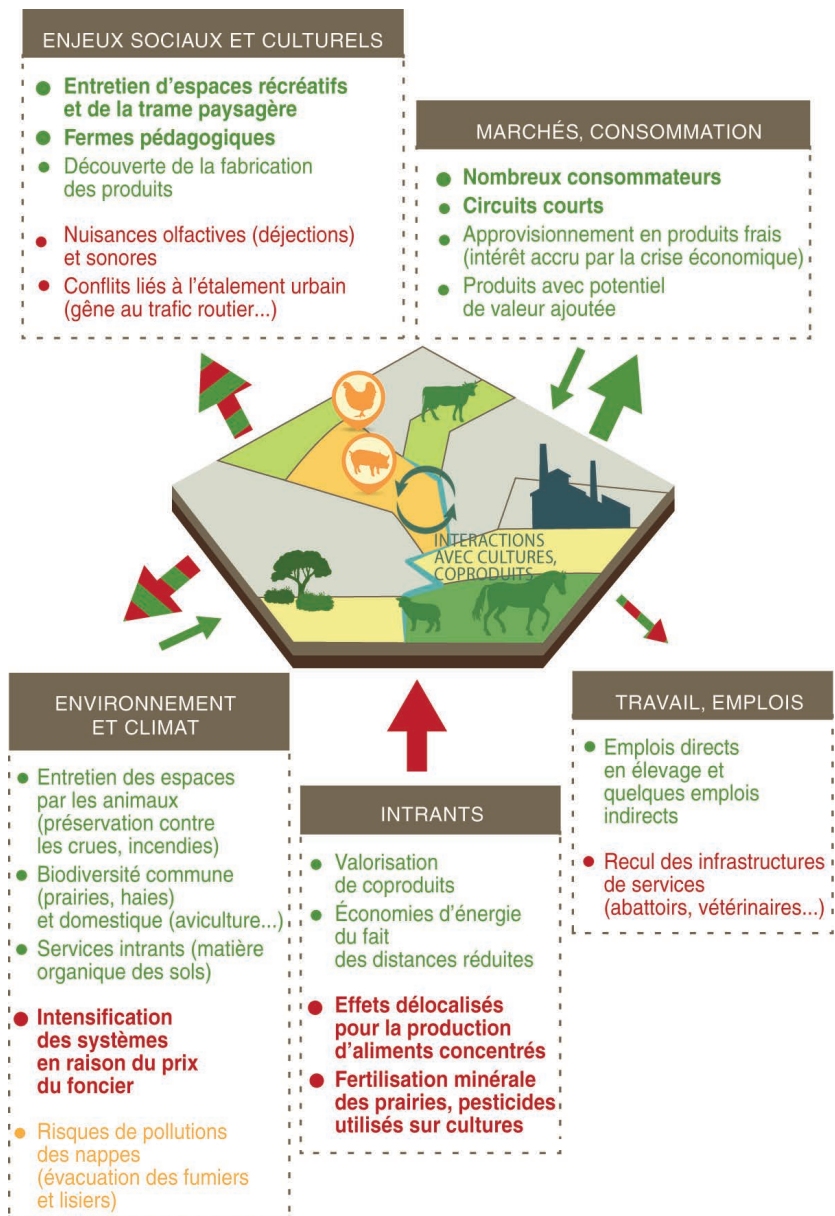 ENJEUX SOCIAUX ET CULTURELS
Entretien d'espaces récréatifs
et de la trame paysagère
Fermes pédagogiques
Découverte de la fabrication
des produits
Nuisances olfactives (déjections)
et sonores
Conflits liés à l'étalement urbain
(gêne au trafic routier...)
MARCHÉS, CONSOMMATION
Nombreux consommateurs
Circuits courts
Approvisionnement en produits frais
(intérêt accru par la crise économique)
Produits avec potentiel
de valeur ajoutée
INTERACTIONS
AVEC CULTURES,
COPRODUITS
ENVIRONNEMENT
ET CLIMAT
Entretien des espaces
par les animaux
(préservation contre
les crues, incendies)
Biodiversité commune
(prairies, haies)
et domestique (aviculture...)
Services intrants (matière
organique des sols)
Intensification
des systèmes
en raison du prix
du foncier
Risques de pollutions
des nappes
(évacuation des fumiers
et lisiers)
INTRANTS
Valorisation
de coproduits
Économies d'énergie
du fait
des distances réduites
Effets délocalisés
pour la production
d'aliments concentrés
Fertilisation minérale
des prairies, pesticides
utilisés sur cultures
TRAVAIL, EMPLOIS
Emplois directs
en élevage et
quelques emplois
indirects
Recul des infrastructures
de services
(abattoirs, vétérinaires...)